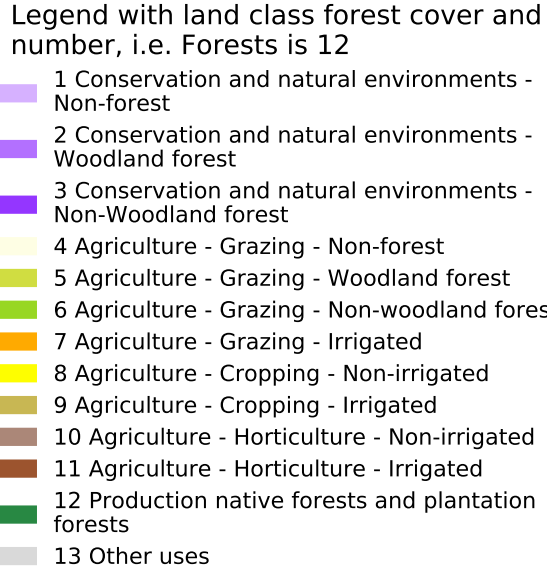 Legend with land class forest cover and
number, i.e. Forests is 12
1 Conservation and natural environments -
Non-forest
2 Conservation and natural environments -
Woodland forest
3 Conservation and natural environments -
Non-Woodland forest
4 Agriculture - Grazing - Non-forest
5 Agriculture - Grazing - Woodland forest
6 Agriculture - Grazing - Non-woodland fores
7 Agriculture - Grazing - Irrigated
8 Agriculture - Cropping - Non-irrigated
9 Agriculture - Cropping - Irrigated
10 Agriculture - Horticulture - Non-irrigated
11 Agriculture - Horticulture - Irrigated
12 Production native forests and plantation
forests
13 Other uses